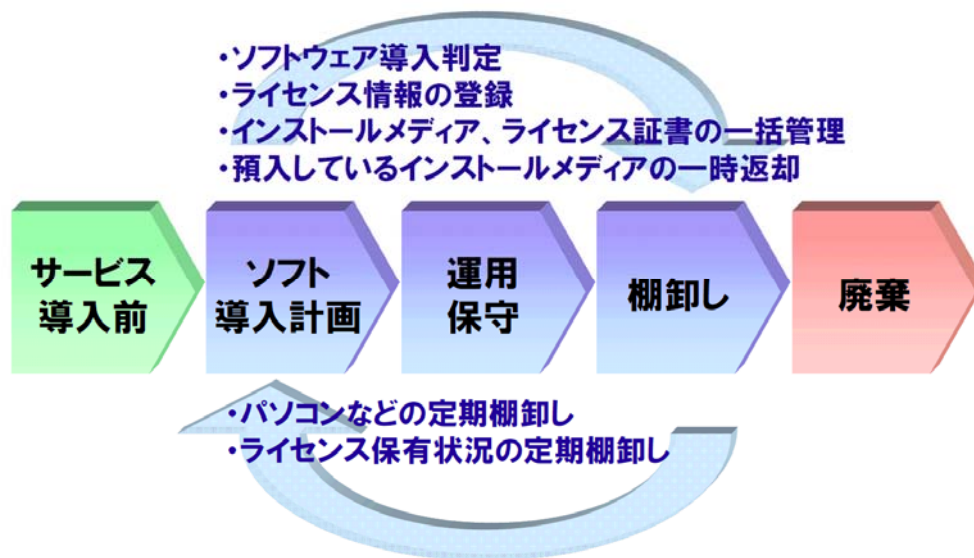 ・ソフトウェア導入判定
・ライセンス情報の登録
・インストールメディア、ライセンス証書の一括管理
・預入しているインストールメディアの一時返却
サービス
導入前
ソフト
導入計画
運用
保守
棚卸し
廃棄
・パソコンなどの定期棚卸し
・ライセンス保有状況の定期棚卸し